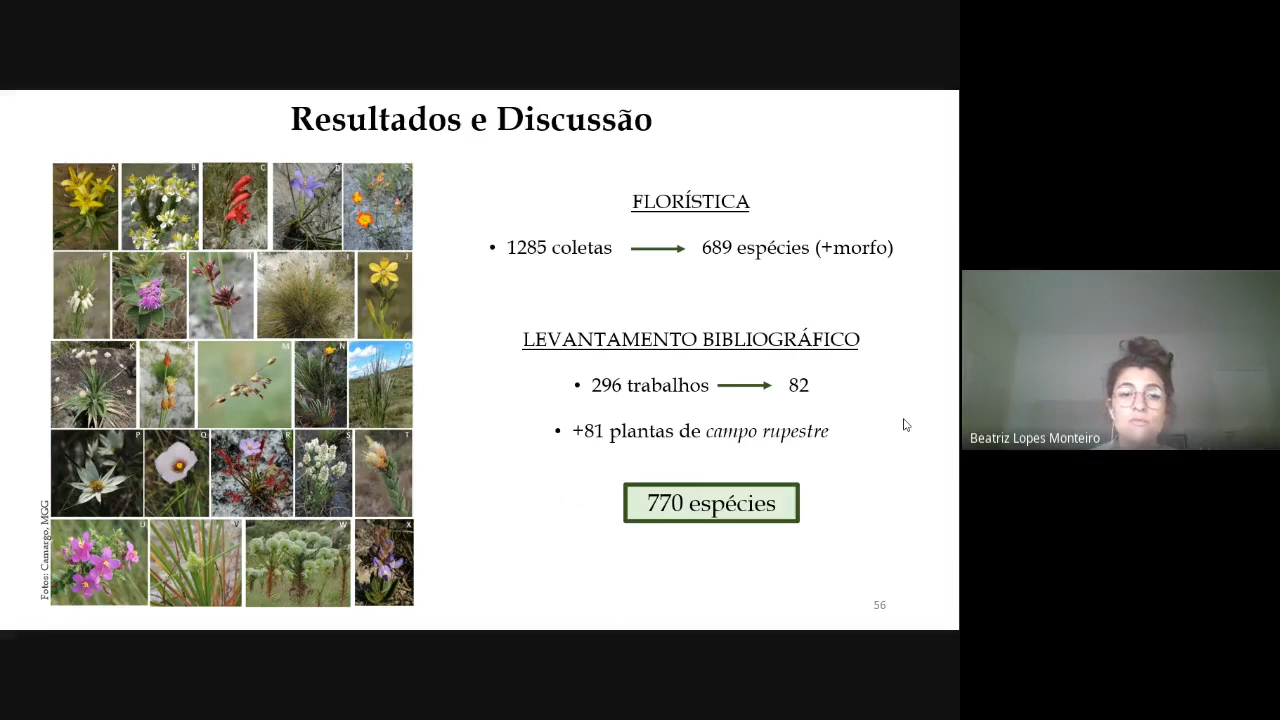 Resultados e Discussão
A
B
C
D
E
F
G
H
I
J
K
L
M
N
O
P
Q
R
S
T
U
V
W
X
Fotos: Camargo, MGG
FLORÍSTICA
• 1285 coletas 689 espécies (+morfo)
LEVANTAMENTO BIBLIOGRÁFICO
• 296 trabalhos 82
• +81 plantas de campo rupestre
770 espécies
56
Beatriz Lopes Monteiro